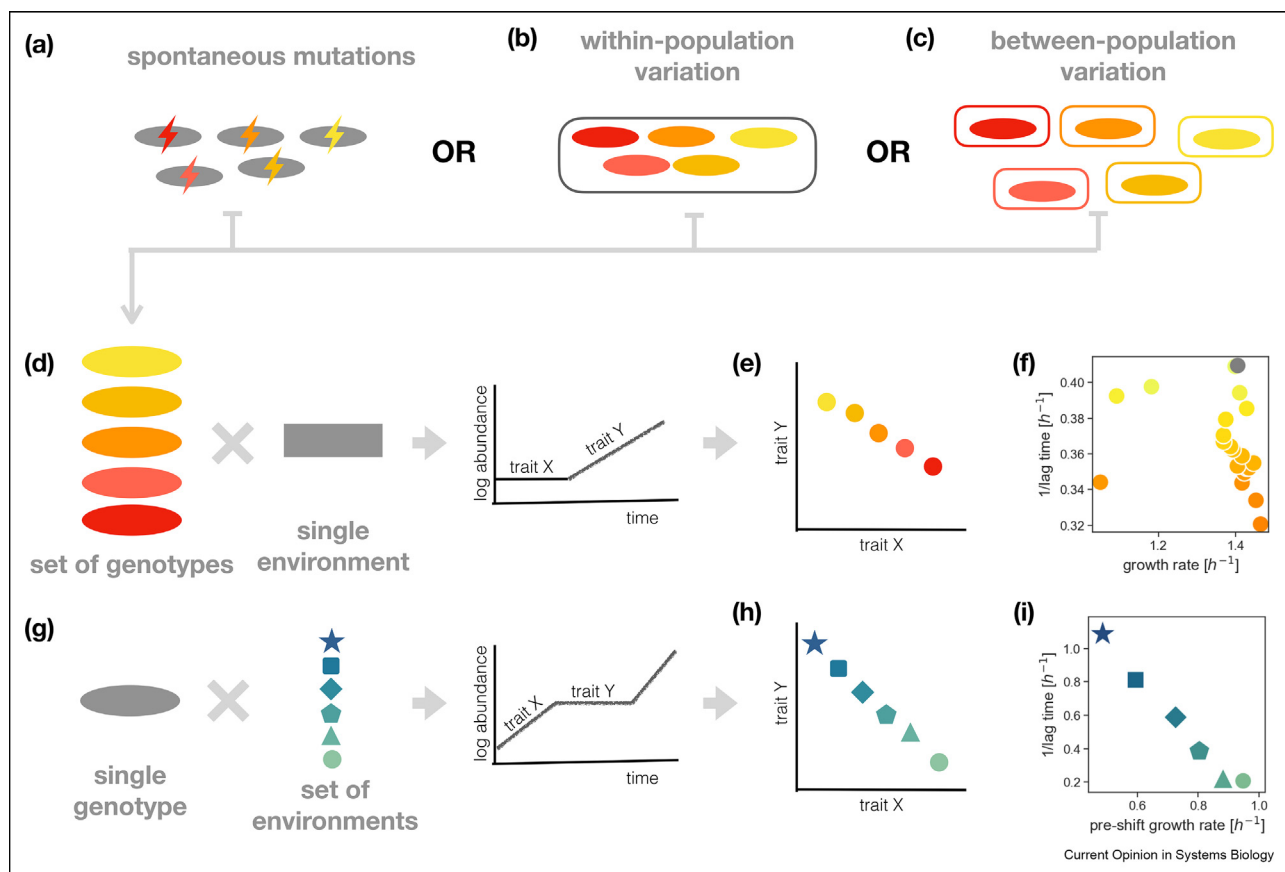 (a)
spontaneous mutations
OR
(b)
within-population
variation
OR
(c)
between-population
variation
(d)
set of genotypes
single
environment
log abundance
trait X
trait Y
time
(e)
trait Y
trait X
(f)
1/lag time [h⁻¹]
0.40
0.38
0.36
0.34
0.32
1.2
1.4
growth rate [h⁻¹]
(g)
single
genotype
set of
environments
log abundance
trait X
trait Y
time
(h)
trait Y
trait X
(i)
1/lag time [h⁻¹]
1.0
0.8
0.6
0.4
0.2
0.6
0.8
1.0
pre-shift growth rate [h⁻¹]
Current Opinion in Systems Biology